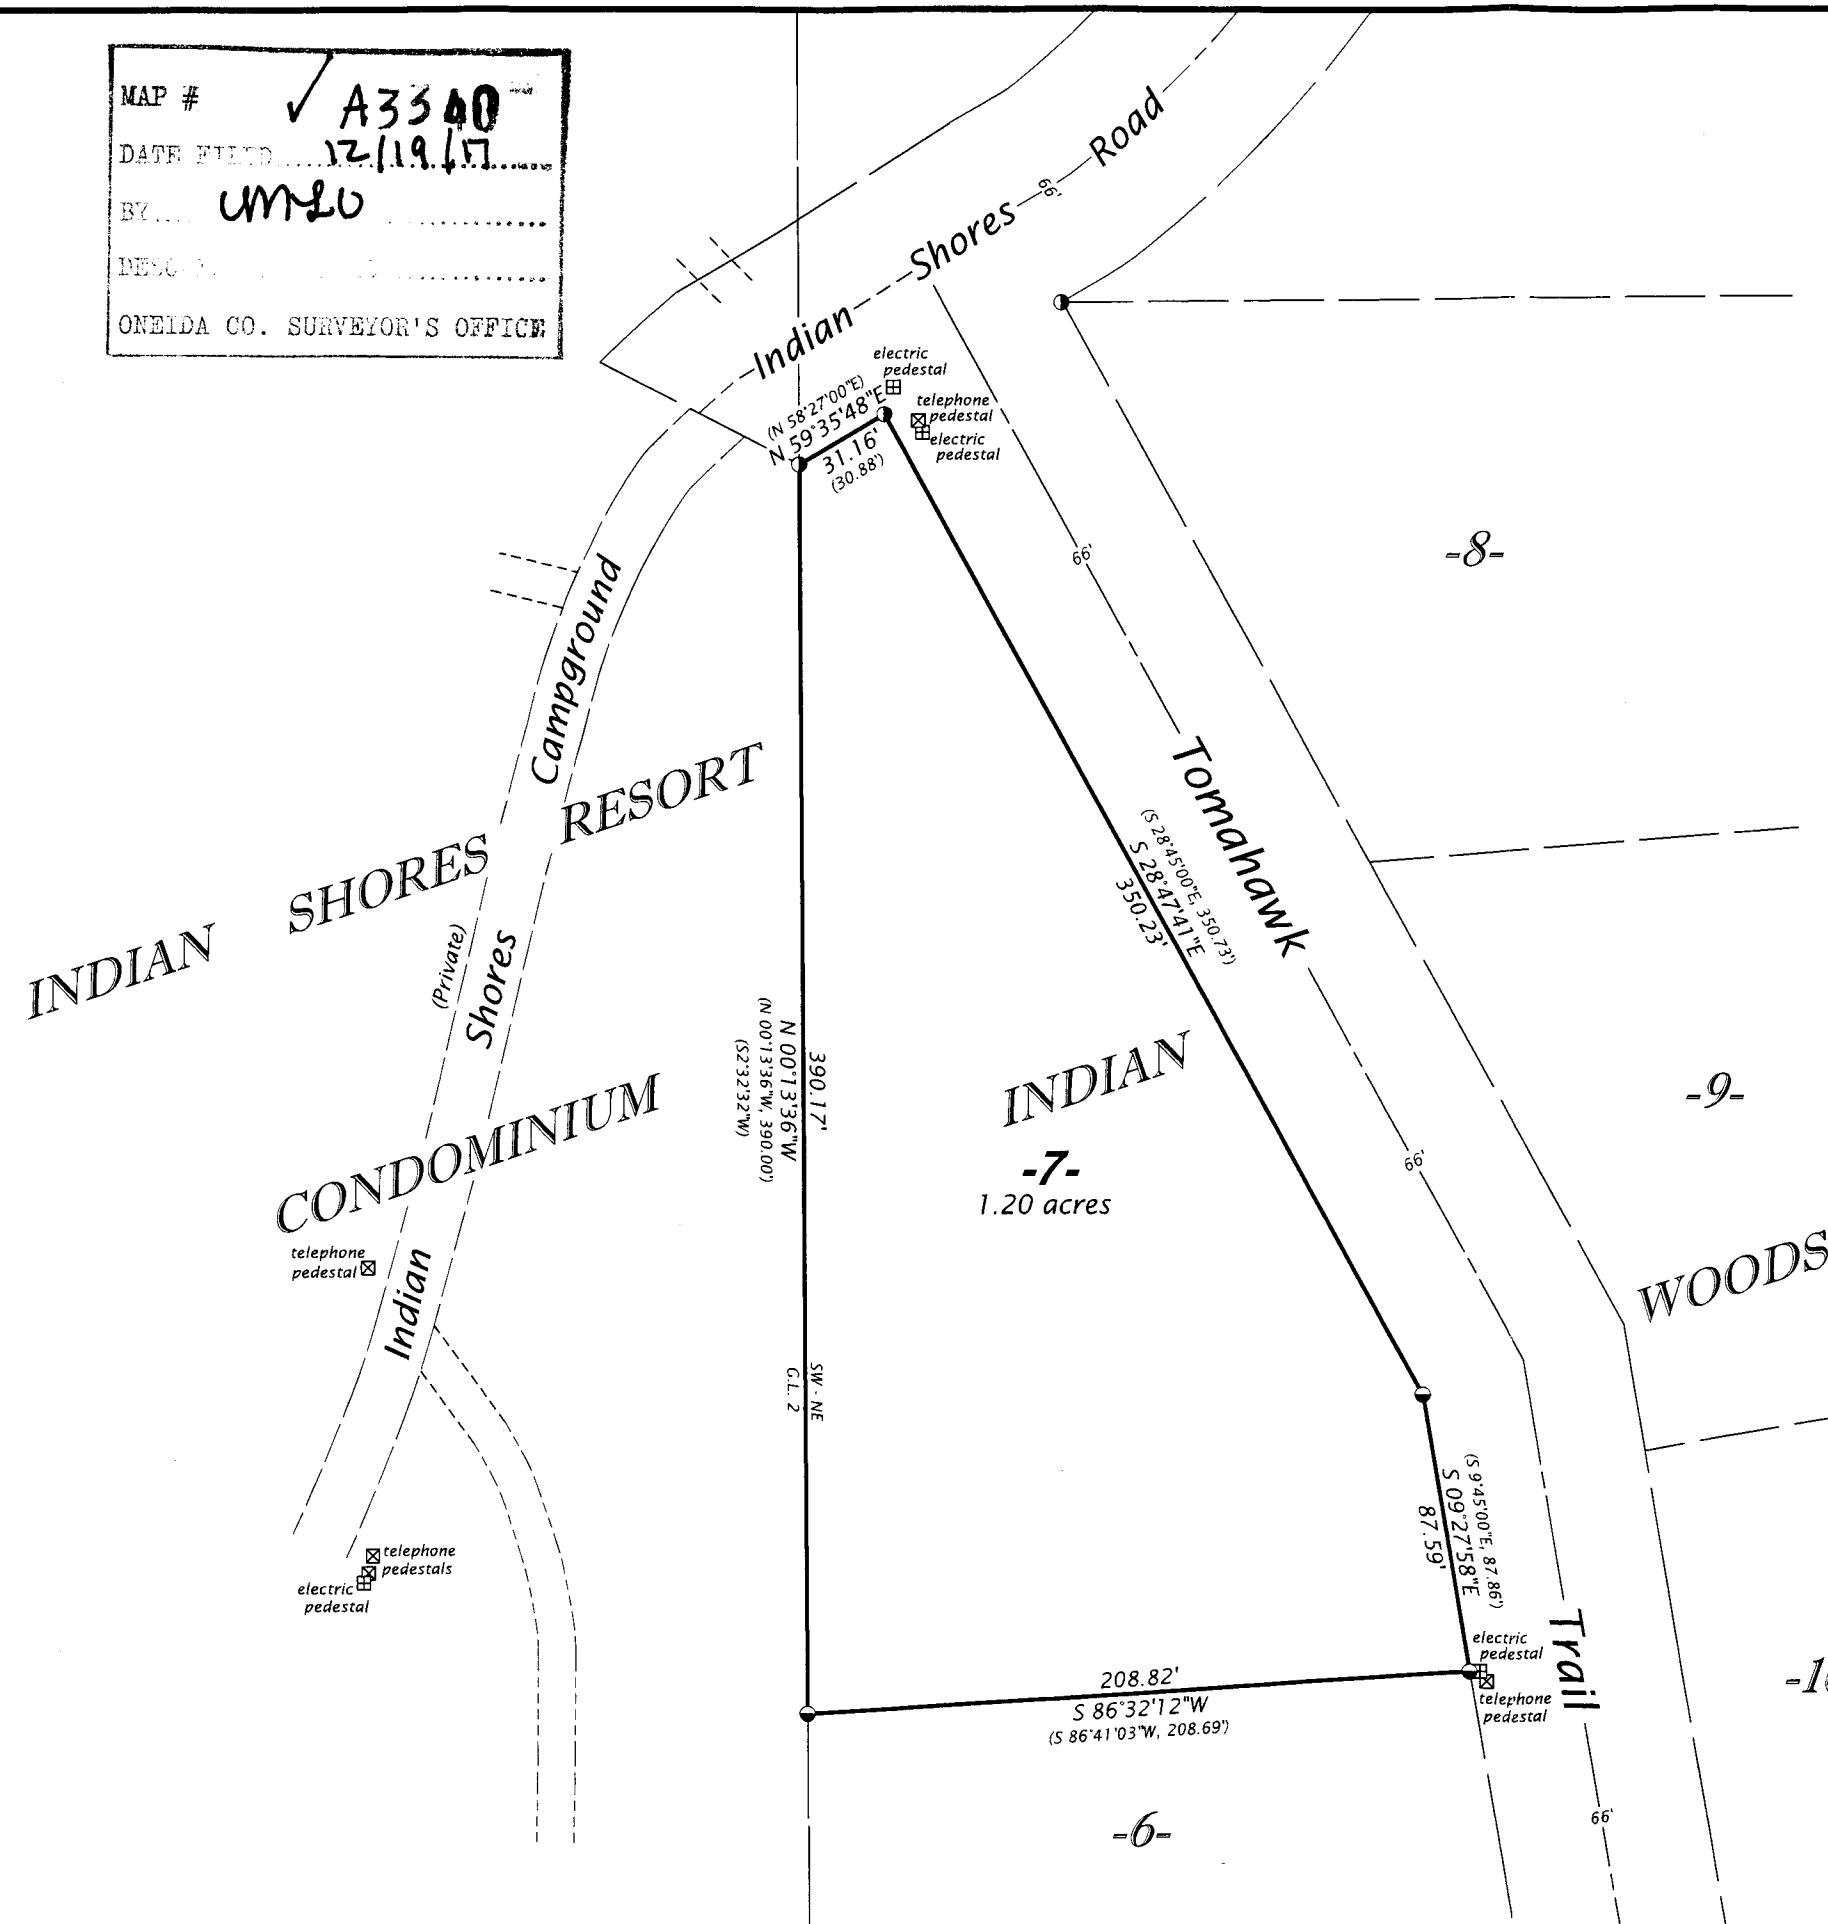 MAP # ✓ A3340
DATE FILED 12/19/17
BY
ONEIDA CO. SURVEYOR'S OFFICE
Indian Shores Road
66'
electric
pedestal
telephone
pedestal
electric
pedestal
(N 58°27'00"E)
N 59°35'48"E
31.16'
(30.88')
66'
-8-
Indian Shores Campground
(Private)
INDIAN SHORES RESORT
CONDOMINIUM
Tomahawk Trail
(S 28°45'00"E, 350.73')
S 28°47'41"E
350.23'
390.17'
N 00°13'36"W
(N 00°13'36"W, 390.00')
(S2°32'32"W)
INDIAN WOODS
-7-
1.20 acres
66'
-9-
telephone
pedestal
SW - NE
G.L. 2
(S 9°45'00"E, 87.86')
S 09°27'58"E
87.59'
telephone
pedestals
electric
pedestal
electric
pedestal
telephone
pedestal
208.82'
S 86°32'12"W
(S 86°41'03"W, 208.69')
-6-
66'